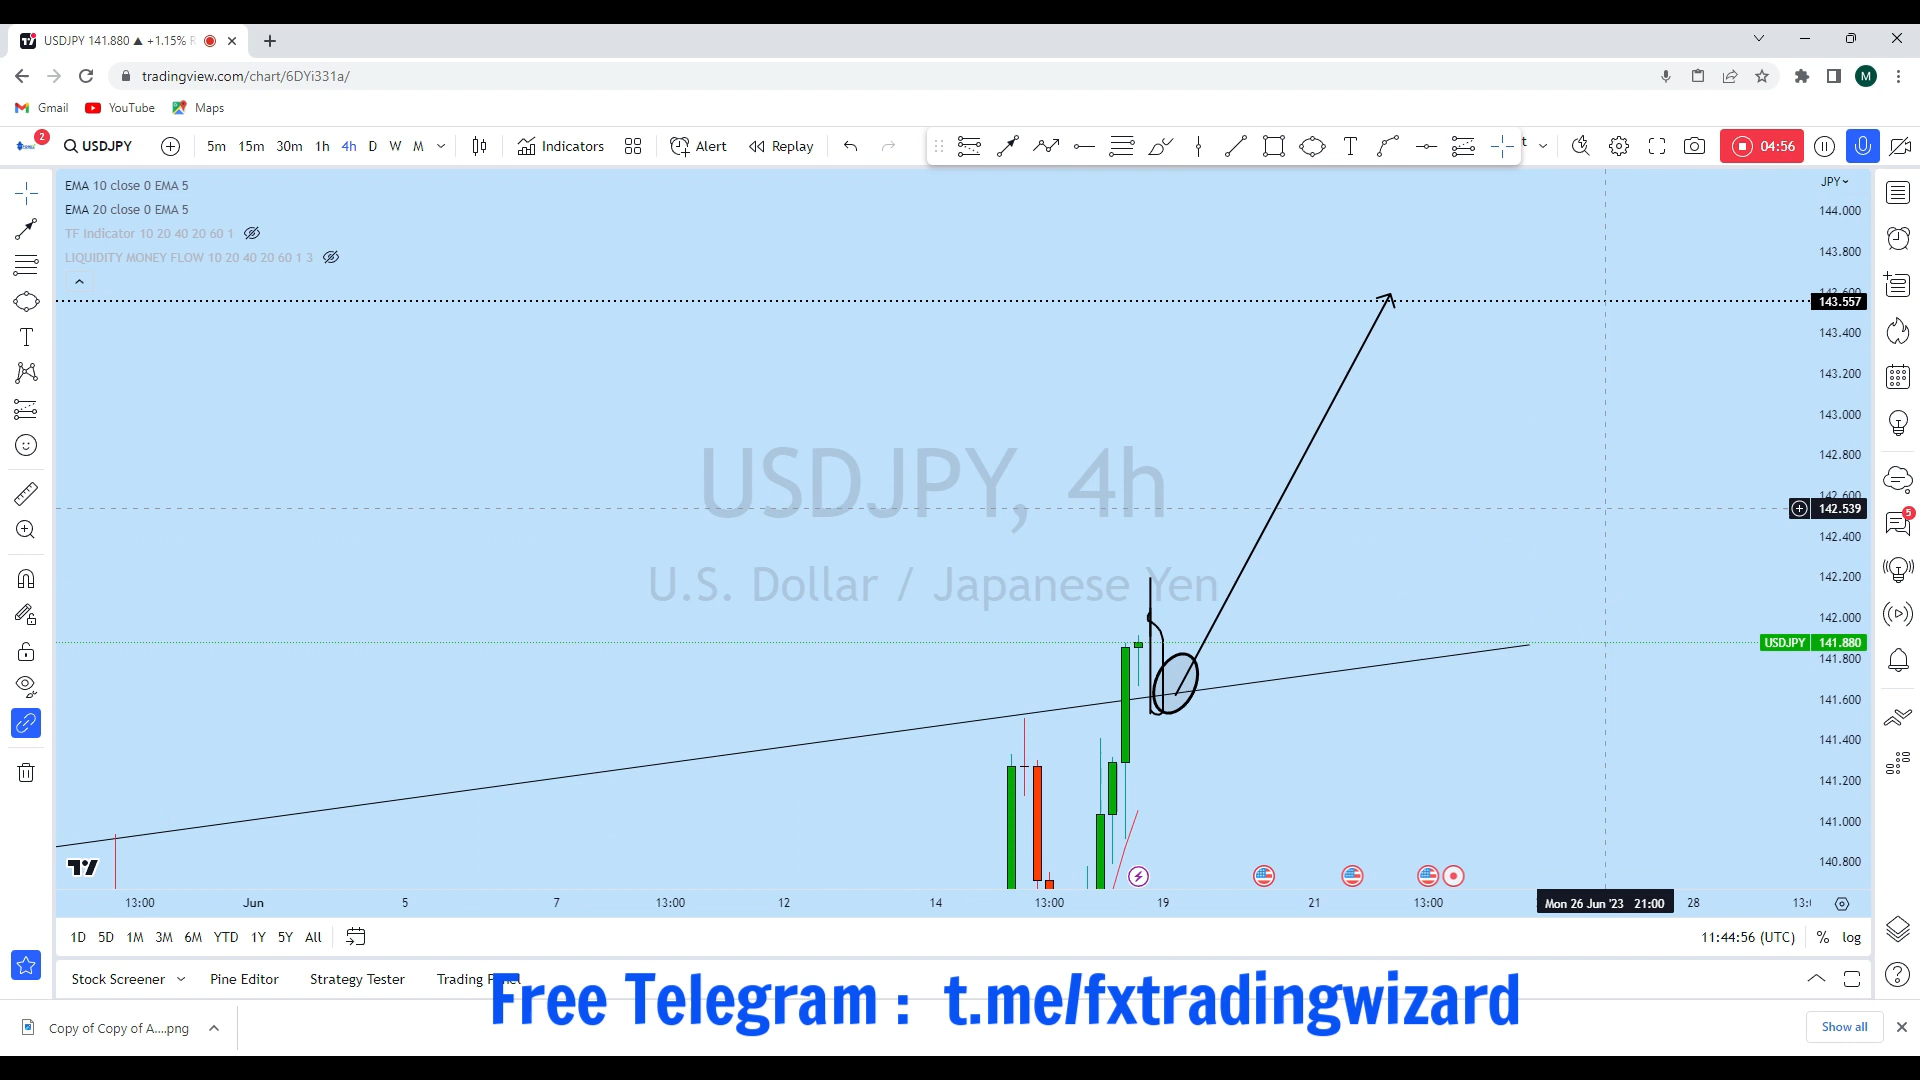 USDJPY 141.880 ▲ +1.15% R
tradingview.com/chart/6DYi331a/
M
Gmail YouTube Maps
2
USDJPY 5m 15m 30m 1h 4h D W M Indicators Alert Replay T t 04:56
EMA 10 close 0 EMA 5
EMA 20 close 0 EMA 5
TF Indicator 10 20 40 20 60 1
LIQUIDITY MONEY FLOW 10 20 40 20 60 1 3
JPY
144.000
143.800
143.557
143.400
143.200
143.000
142.800
142.600
142.539
142.400
142.200
142.000
USDJPY 141.880
141.800
141.600
141.400
141.200
141.000
140.800
5
USDJPY, 4h
U.S. Dollar / Japanese Yen
13:00 Jun 5 7 13:00 12 14 13:00 19 21 13:00 Mon 26 Jun '23 21:00 28
1D 5D 1M 3M 6M YTD 1Y 5Y All 11:44:56 (UTC) % log
Stock Screener Pine Editor Strategy Tester Trading
Free Telegram : t.me/fxtradingwizard
Copy of Copy of A....png Show all